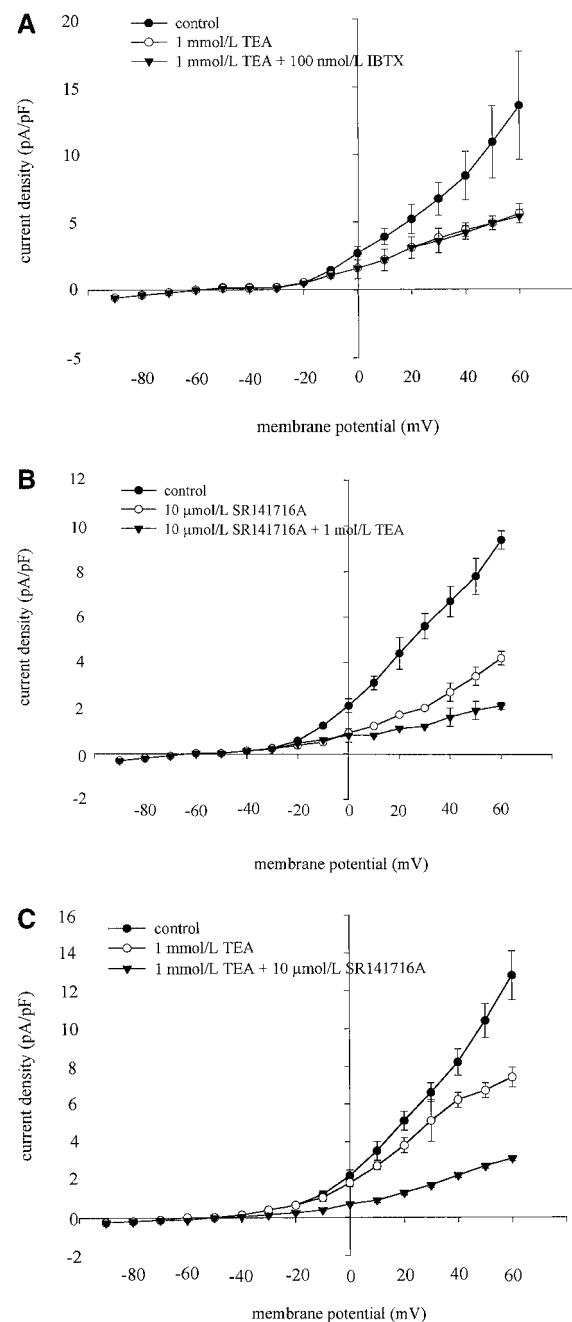 A
20
control
1 mmol/L TEA
1 mmol/L TEA + 100 nmol/L IBTX
15
10
5
0
-5
current density (pA/pF)
-80 -60 -40 -20 0 20 40 60
membrane potential (mV)
B
12
control
10 μmol/L SR141716A
10 μmol/L SR141716A + 1 mol/L TEA
10
8
6
4
2
0
-2
current density (pA/pF)
-80 -60 -40 -20 0 20 40 60
membrane potential (mV)
C
16
control
1 mmol/L TEA
1 mmol/L TEA + 10 μmol/L SR141716A
14
12
10
8
6
4
2
0
-2
current density (pA/pF)
-80 -60 -40 -20 0 20 40 60
membrane potential (mV)